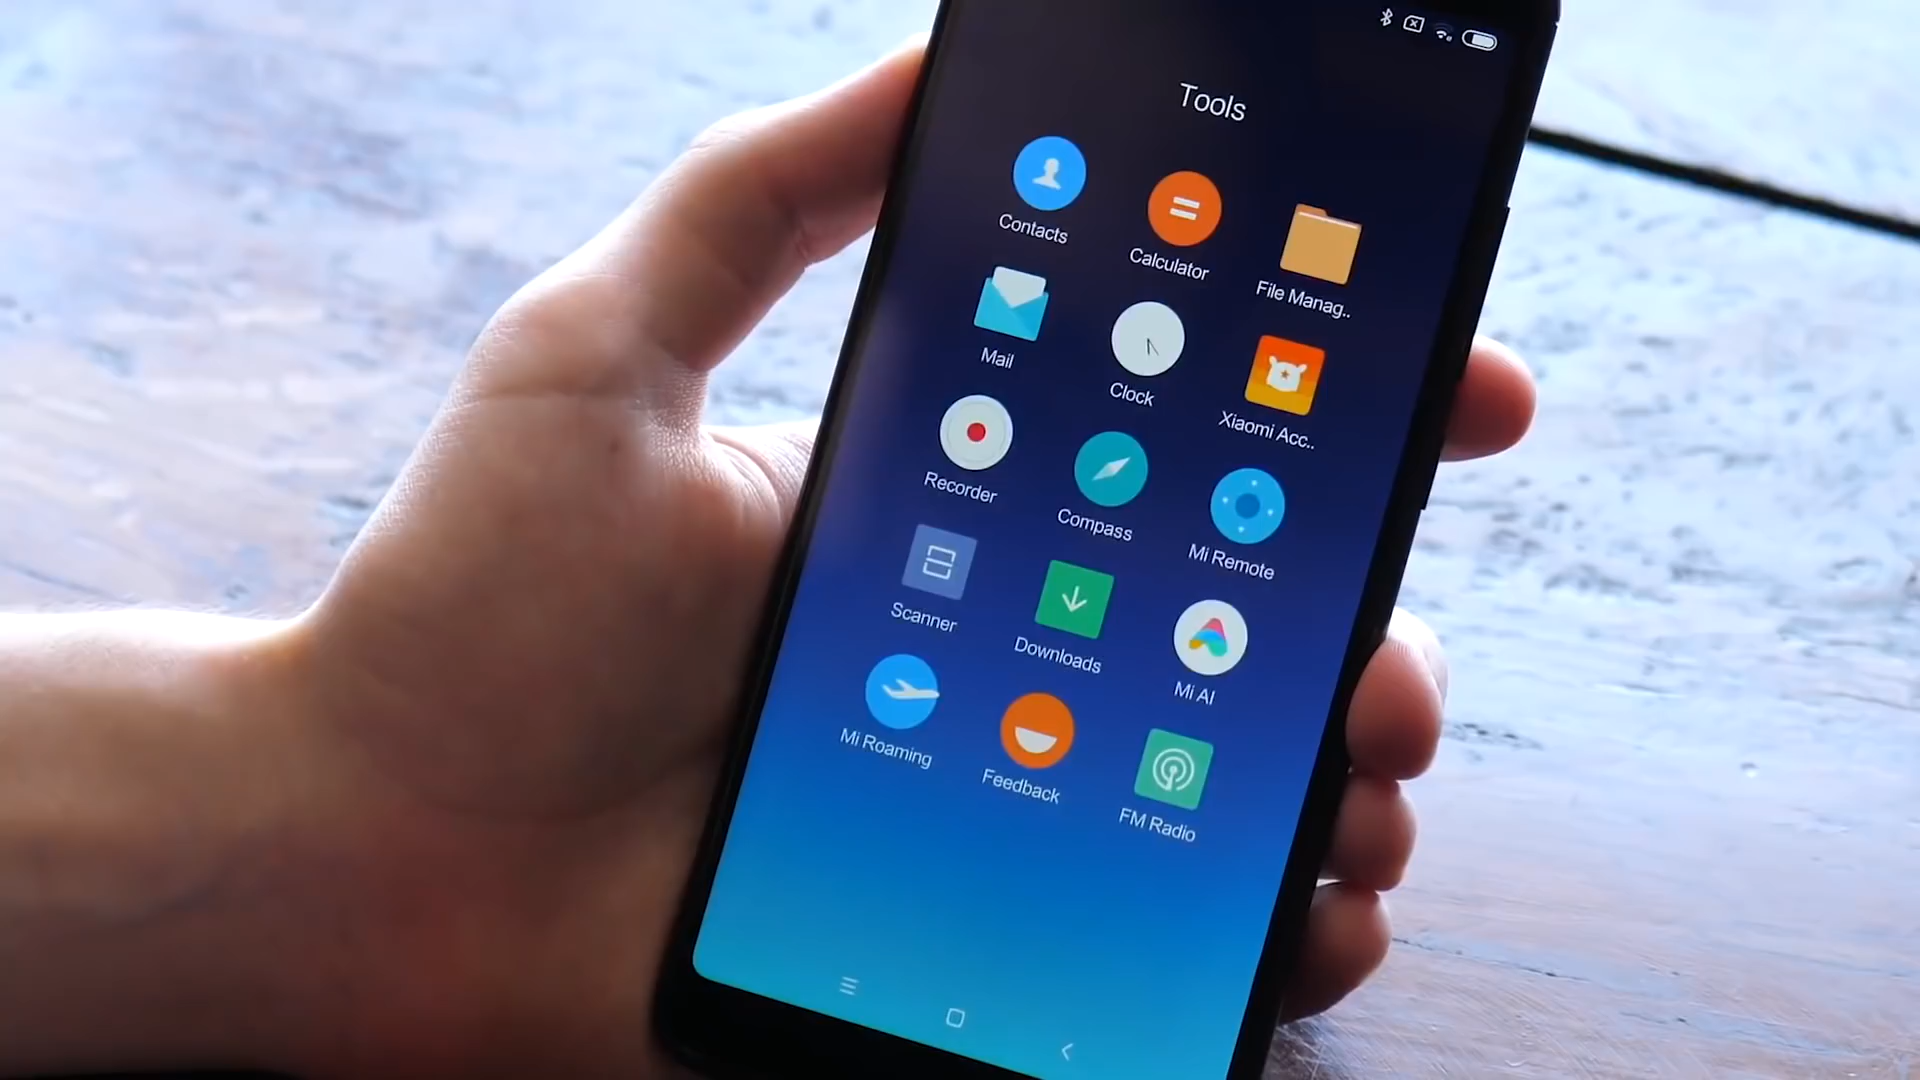 Tools
Contacts
Calculator
File Manag..
Mail
Clock
Xiaomi Acc..
Recorder
Compass
Mi Remote
Scanner
Downloads
Mi AI
Mi Roaming
Feedback
FM Radio